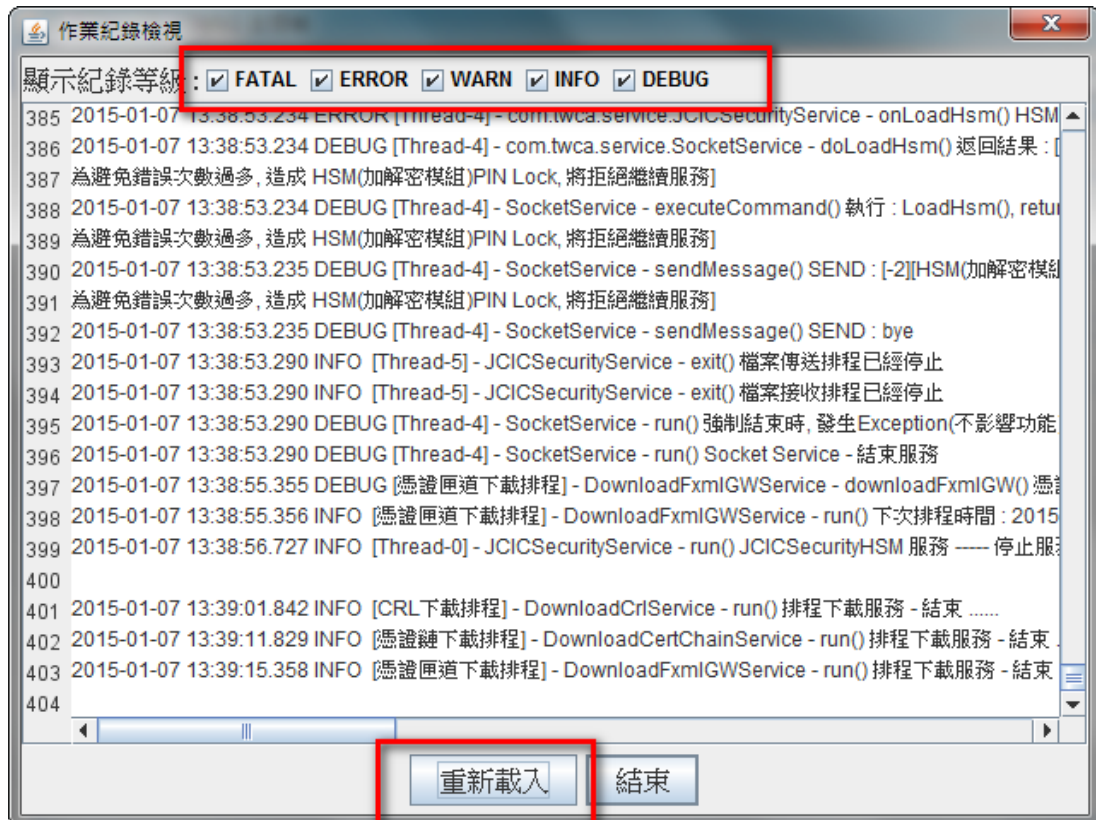 作業紀錄檢視
顯示紀錄等級 : FATAL ERROR WARN INFO DEBUG
385 2015-01-07 13:38:53.234 ERROR [Thread-4] - com.twca.service.JCICSecurityService - onLoadHsm() HSM
386 2015-01-07 13:38:53.234 DEBUG [Thread-4] - com.twca.service.SocketService - doLoadHsm() 返回結果 : [
387 為避免錯誤次數過多, 造成 HSM(加解密模組)PIN Lock, 將拒絕繼續服務]
388 2015-01-07 13:38:53.234 DEBUG [Thread-4] - SocketService - executeCommand() 執行 : LoadHsm(), retur
389 為避免錯誤次數過多, 造成 HSM(加解密模組)PIN Lock, 將拒絕繼續服務]
390 2015-01-07 13:38:53.235 DEBUG [Thread-4] - SocketService - sendMessage() SEND : [-2][HSM(加解密模組
391 為避免錯誤次數過多, 造成 HSM(加解密模組)PIN Lock, 將拒絕繼續服務]
392 2015-01-07 13:38:53.235 DEBUG [Thread-4] - SocketService - sendMessage() SEND : bye
393 2015-01-07 13:38:53.290 INFO [Thread-5] - JCICSecurityService - exit() 檔案傳送排程已經停止
394 2015-01-07 13:38:53.290 INFO [Thread-5] - JCICSecurityService - exit() 檔案接收排程已經停止
395 2015-01-07 13:38:53.290 DEBUG [Thread-4] - SocketService - run() 強制結束時, 發生Exception(不影響功能
396 2015-01-07 13:38:53.290 DEBUG [Thread-4] - SocketService - run() Socket Service - 結束服務
397 2015-01-07 13:38:55.355 DEBUG [憑證匣道下載排程] - DownloadFxmlGWService - downloadFxmlGW() 憑證
398 2015-01-07 13:38:55.356 INFO [憑證匣道下載排程] - DownloadFxmlGWService - run() 下次排程時間 : 2015
399 2015-01-07 13:38:56.727 INFO [Thread-0] - JCICSecurityService - run() JCICSecurityHSM 服務 ----- 停止服務
400
401 2015-01-07 13:39:01.842 INFO [CRL下載排程] - DownloadCrlService - run() 排程下載服務 - 結束 ......
402 2015-01-07 13:39:11.829 INFO [憑證鏈下載排程] - DownloadCertChainService - run() 排程下載服務 - 結束 .
403 2015-01-07 13:39:15.358 INFO [憑證匣道下載排程] - DownloadFxmlGWService - run() 排程下載服務 - 結束
404
重新載入 結束